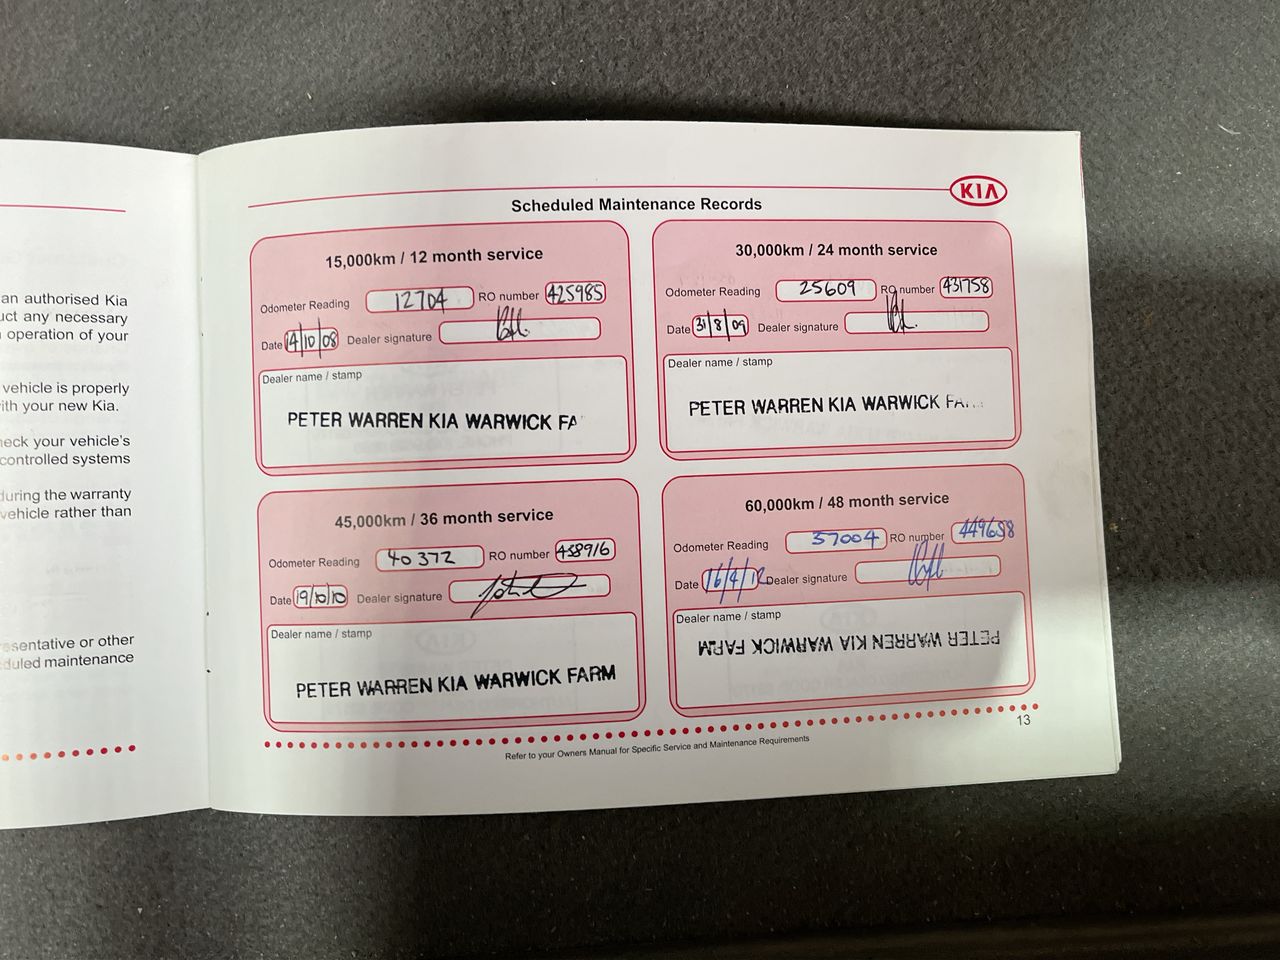 an authorised Kia
uct any necessary
operation of your
vehicle is properly
ith your new Kia.
heck your vehicle's
controlled systems
during the warranty
vehicle rather than
resentative or other
duled maintenance
KIA
Scheduled Maintenance Records
15,000km / 12 month service
Odometer Reading 12704 RO number 425985
Date 14/10/08 Dealer signature
Dealer name / stamp
PETER WARREN KIA WARWICK FA
30,000km / 24 month service
Odometer Reading 25609 RO number 431758
Date 31/8/09 Dealer signature
Dealer name / stamp
PETER WARREN KIA WARWICK FA
45,000km / 36 month service
Odometer Reading 40372 RO number 438916
Date 19/10/10 Dealer signature
Dealer name / stamp
PETER WARREN KIA WARWICK FARM
60,000km / 48 month service
Odometer Reading 57004 RO number 449658
Date 16/4/12 Dealer signature
Dealer name / stamp
PETER WARREN KIA WARWICK FARM
13
Refer to your Owners Manual for Specific Service and Maintenance Requirements